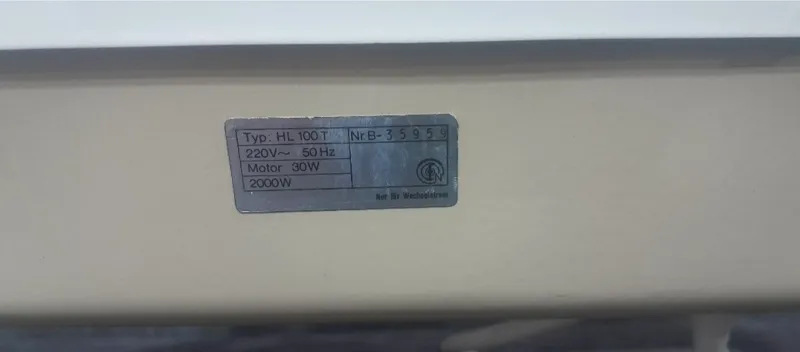 Typ: HL 100 T
Nr. B- 35959
220V~ 50 Hz
Motor 30W
2000W
Nur für Wechselstrom